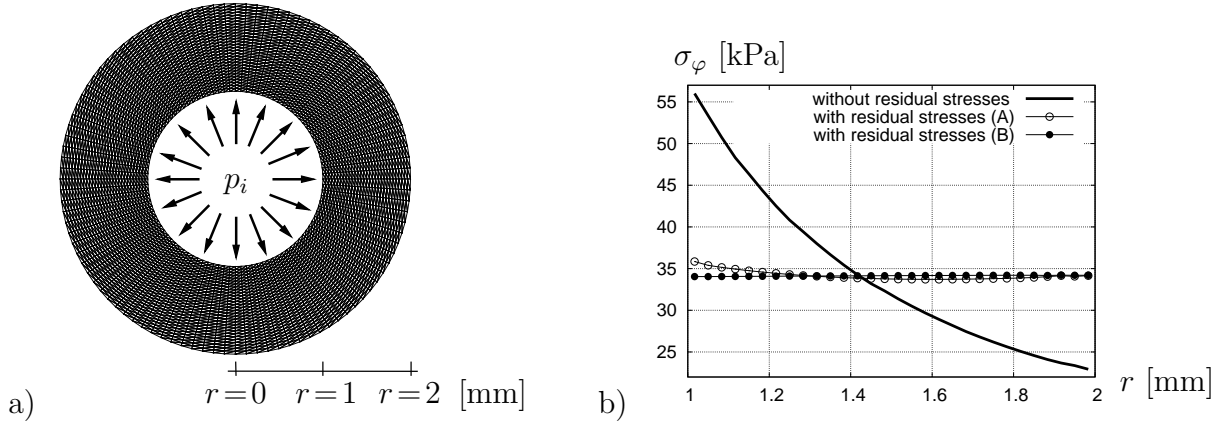 p_i
r=0 r=1 r=2 [mm]
a)
σ_φ [kPa]
without residual stresses
with residual stresses (A)
with residual stresses (B)
55
50
45
40
35
30
25
1 1.2 1.4 1.6 1.8 2
r [mm]
b)